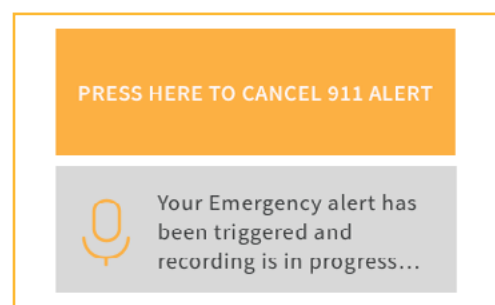 PRESS HERE TO CANCEL 911 ALERT
Your Emergency alert has
been triggered and
recording is in progress...